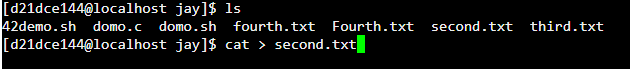 [d21dce144@localhost jay]$ ls
42demo.sh  domo.c  domo.sh  fourth.txt  Fourth.txt  second.txt  third.txt
[d21dce144@localhost jay]$ cat > second.txt